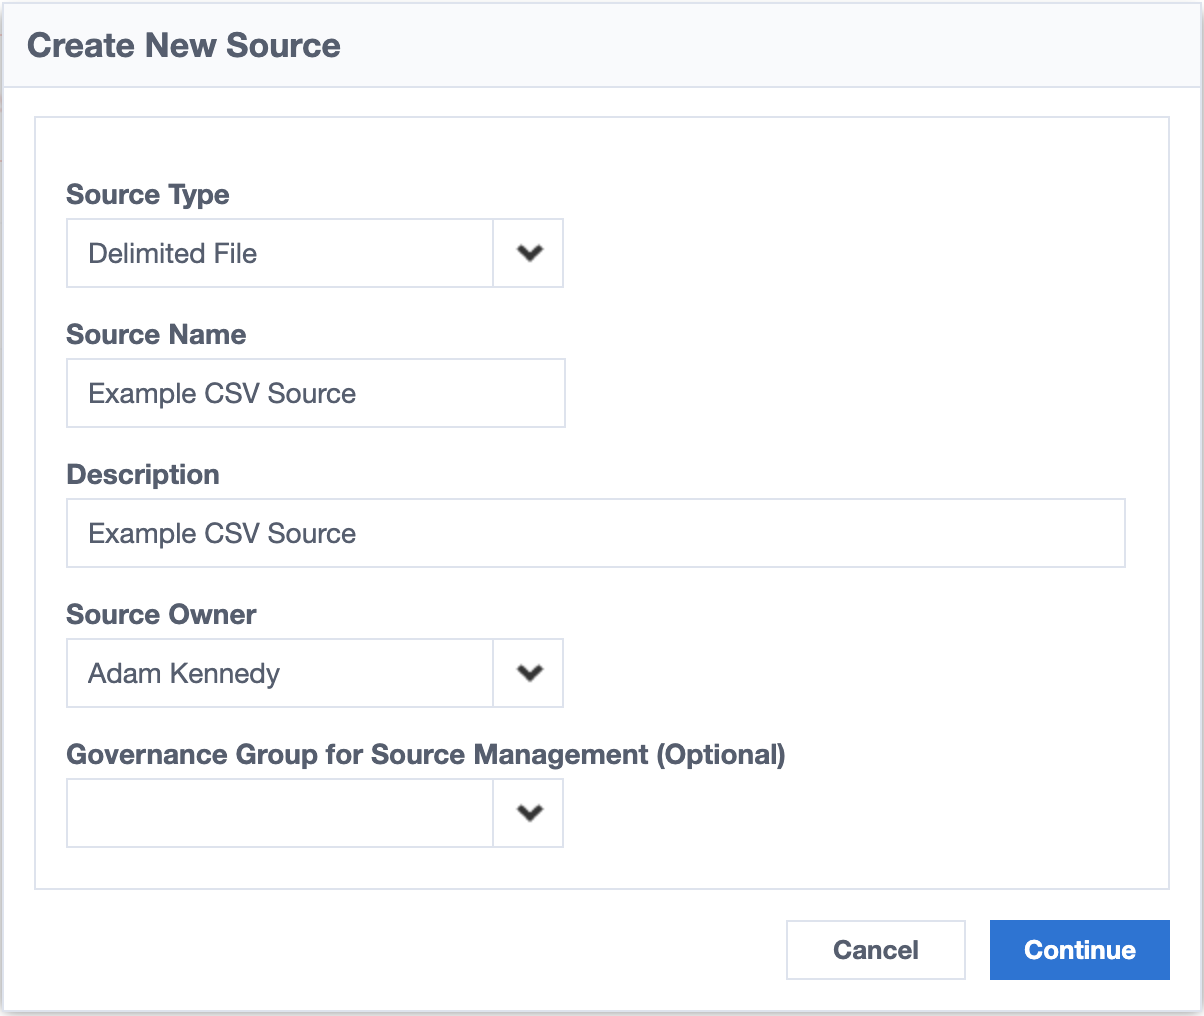 Create New Source
Source Type
Delimited File
Source Name
Example CSV Source
Description
Example CSV Source
Source Owner
Adam Kennedy
Governance Group for Source Management (Optional)
Cancel
Continue